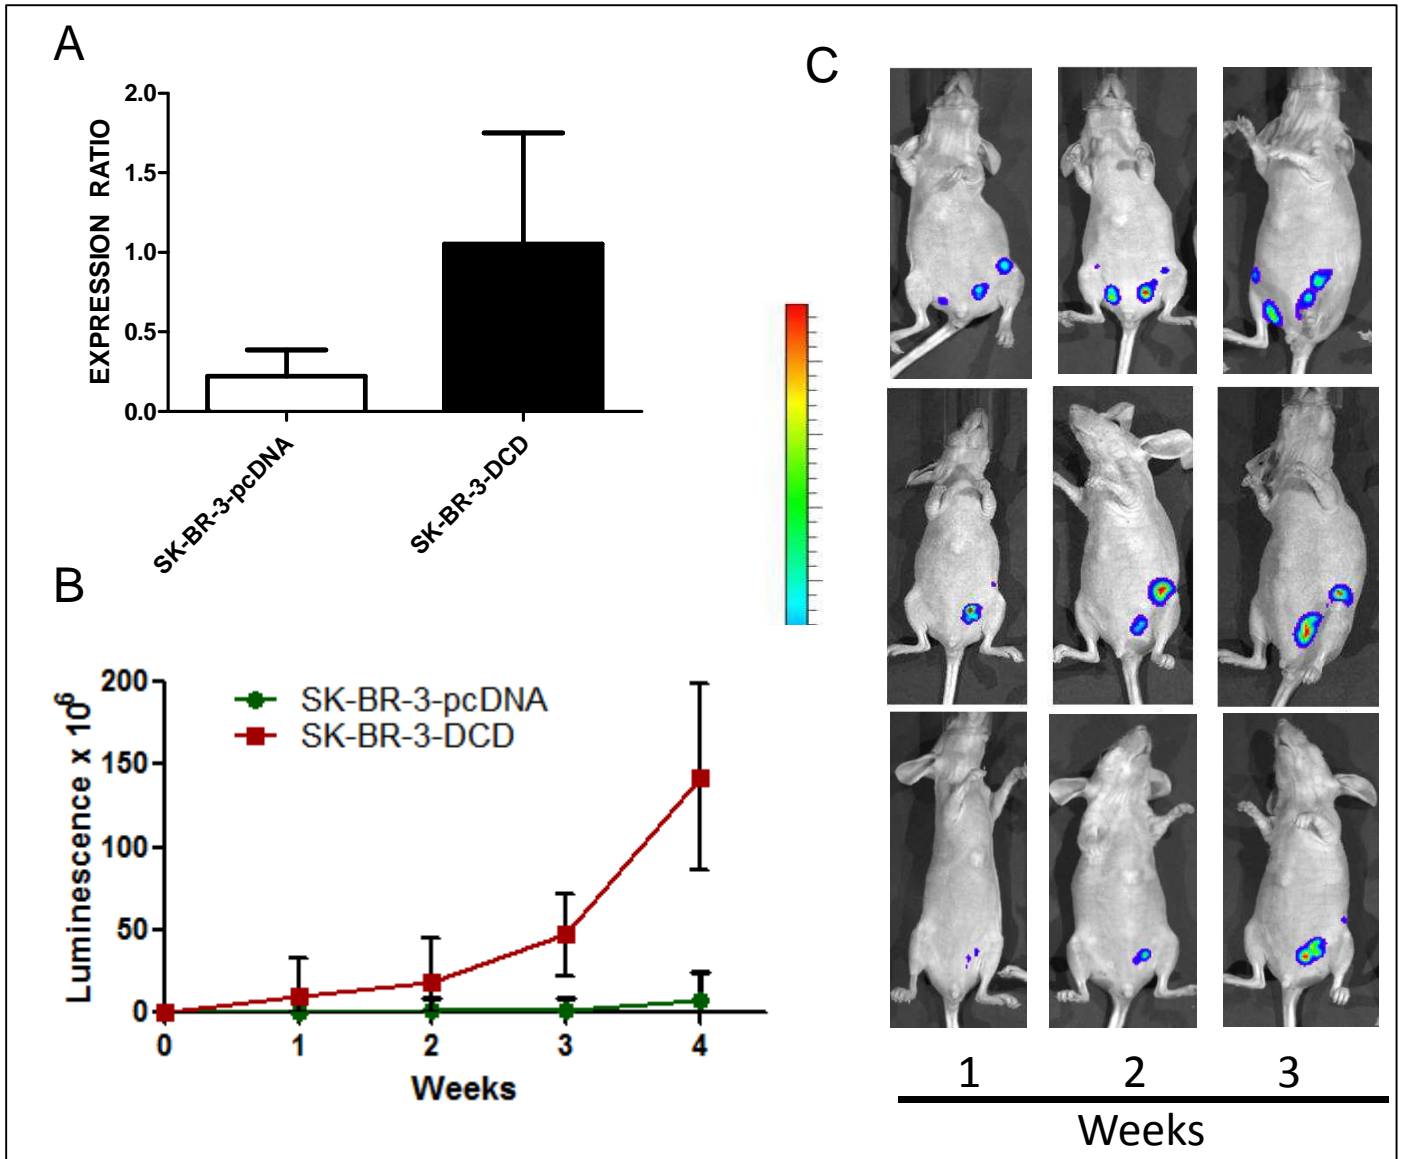 A
2.0
1.5
1.0
0.5
0.0
EXPRESSION RATIO
SK-BR-3-pcDNA
SK-BR-3-DCD
B
200
150
100
50
0
Luminescence x 10⁶
SK-BR-3-pcDNA
SK-BR-3-DCD
0 1 2 3 4
Weeks
C
1 2 3
Weeks